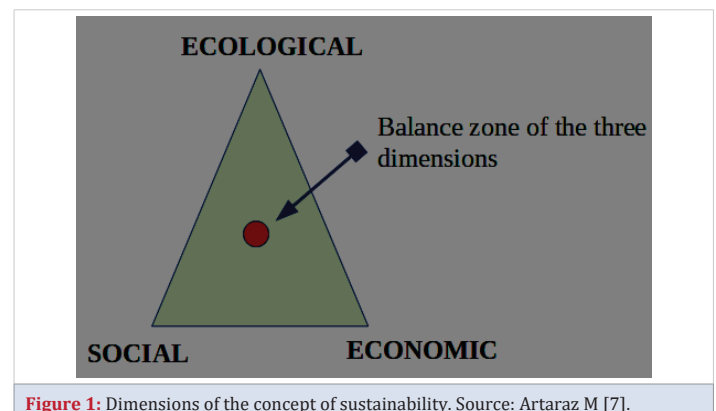 ECOLOGICAL
Balance zone of the three
dimensions
SOCIAL
ECONOMIC
Figure 1: Dimensions of the concept of sustainability. Source: Artaraz M [7].